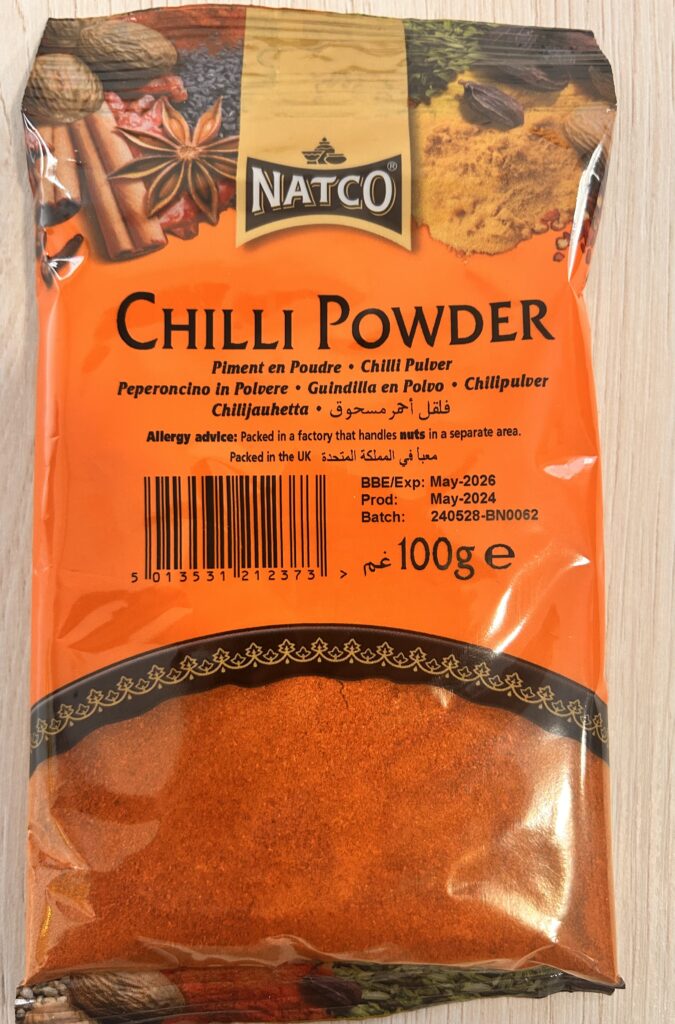 NATCO®
CHILLI POWDER
Piment en Poudre • Chilli Pulver
Peperoncino in Polvere • Guindilla en Polvo • Chilipulver
Chilijauhetta • فلفل أحمر مسحوق
Allergy advice: Packed in a factory that handles nuts in a separate area.
Packed in the UK معبأ في المملكة المتحدة
BBE/Exp: May-2026
Prod: May-2024
Batch: 240528-BN0062
5 013531 212373 >
غم 100g e